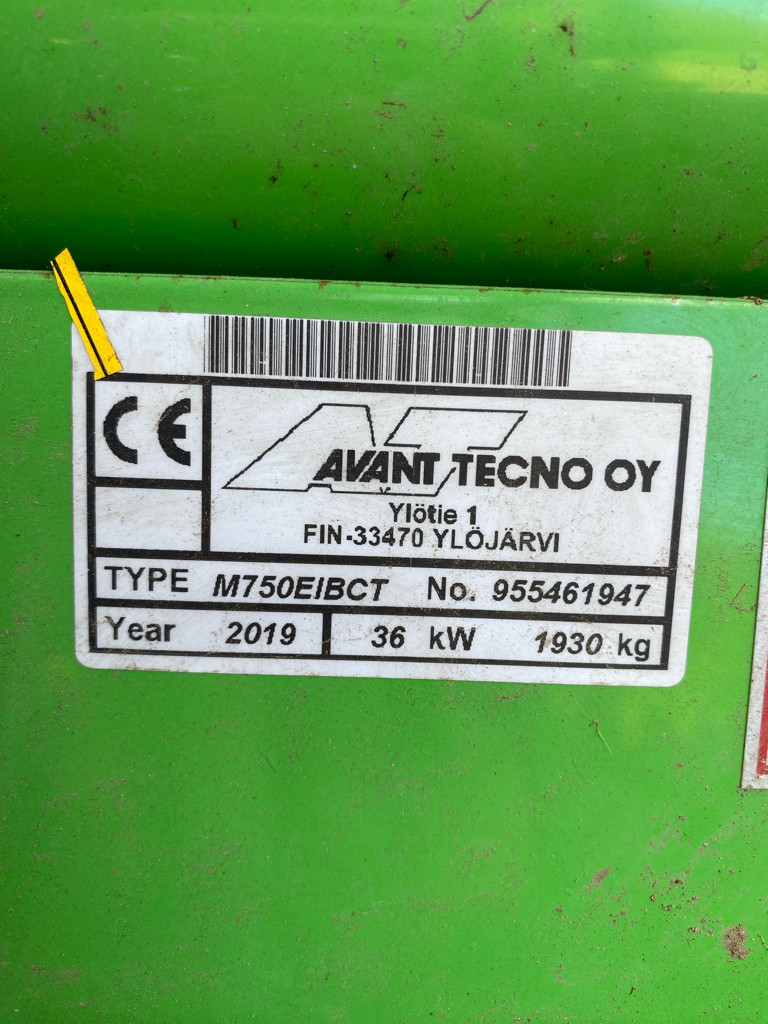 CE
AVANT TECNO OY
Ylötie 1
FIN-33470 YLÖJÄRVI
TYPE M750EIBCT No. 955461947
Year 2019 36 kW 1930 kg